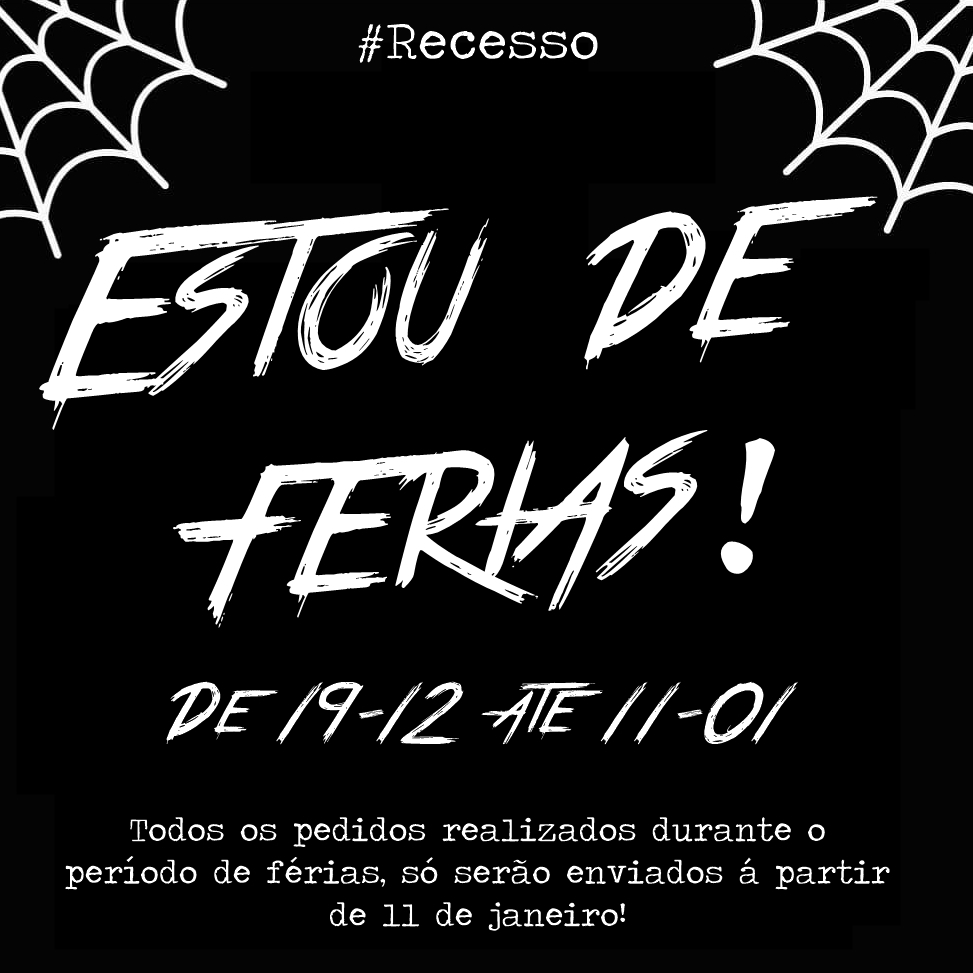 #Recesso
ESTOU DE
FERIAS!
DE 19-12 ATE 11-01
Todos os pedidos realizados durante o
período de férias, só serão enviados á partir
de 11 de janeiro!